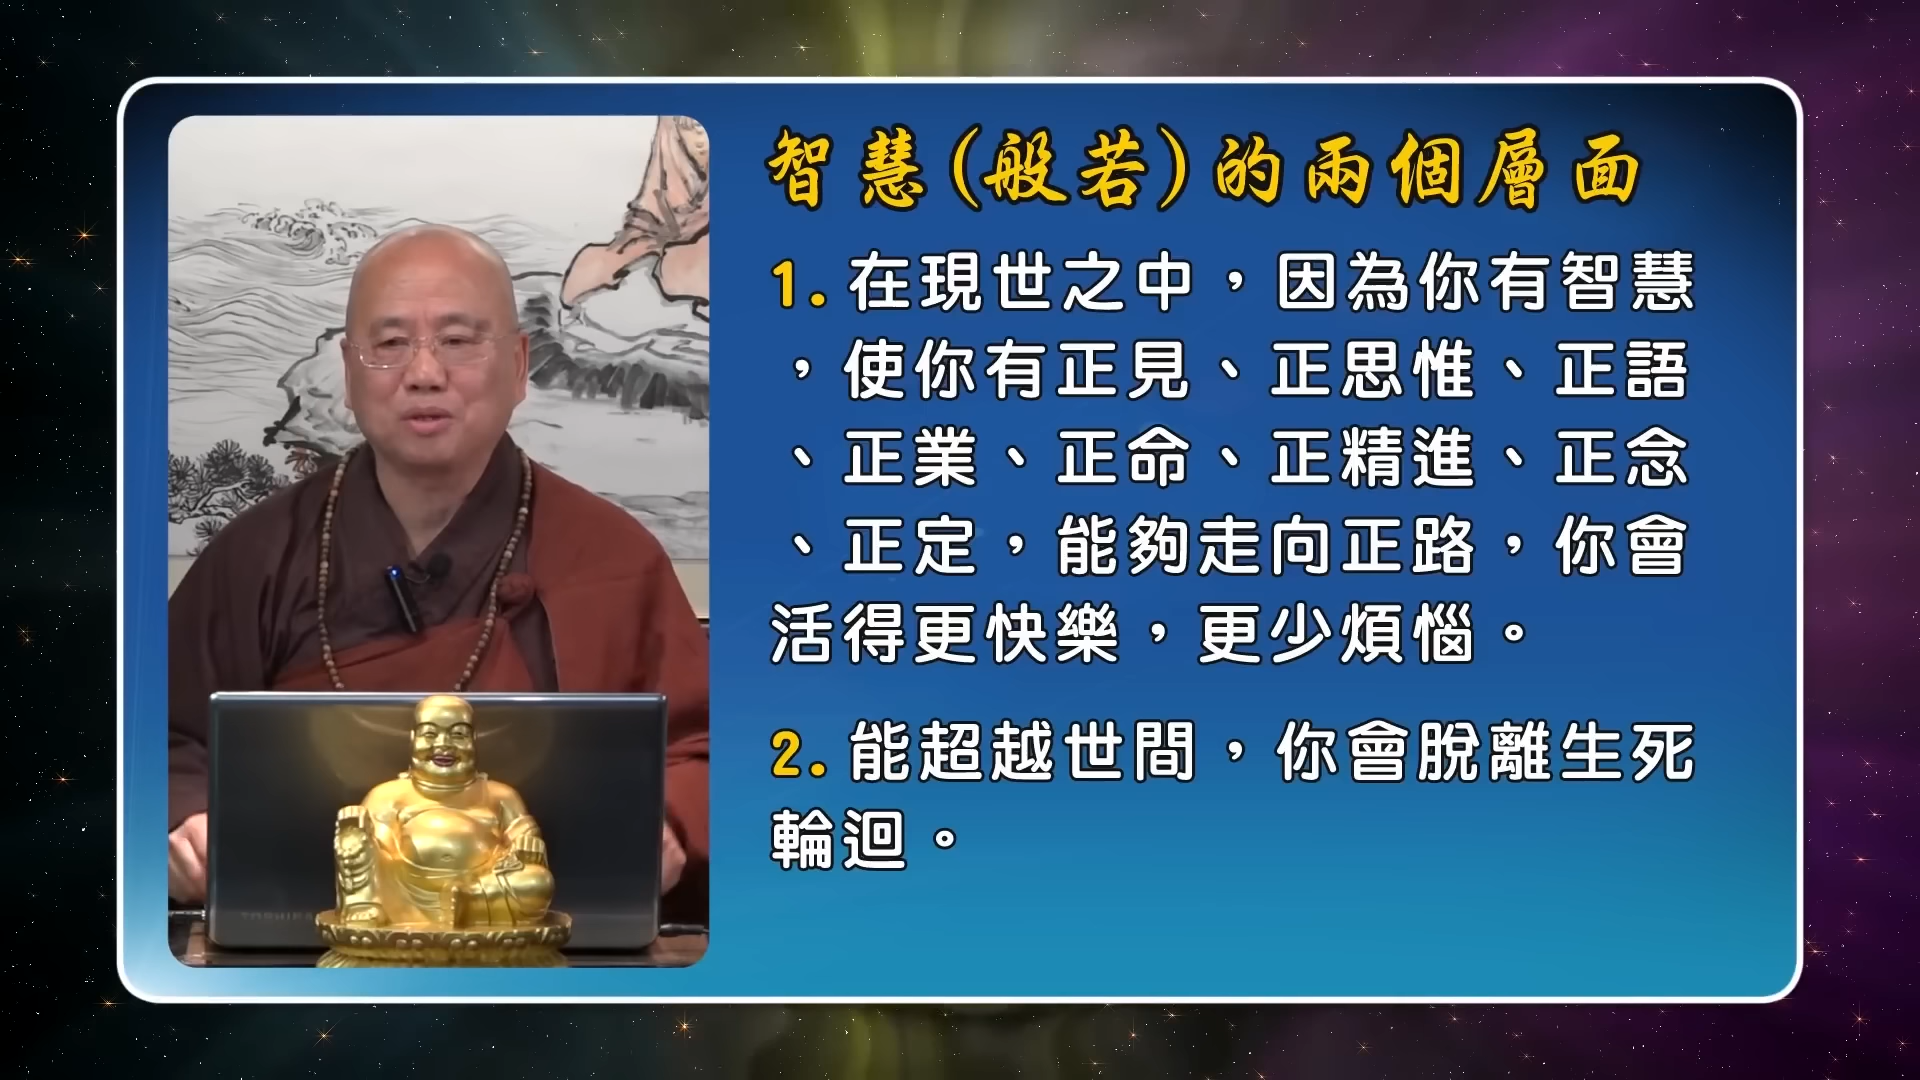 智慧(般若)的兩個層面
1. 在現世之中，因為你有智慧
，使你有正見、正思惟、正語
、正業、正命、正精進、正念
、正定，能夠走向正路，你會
活得更快樂，更少煩惱。
2. 能超越世間，你會脫離生死
輪迴。